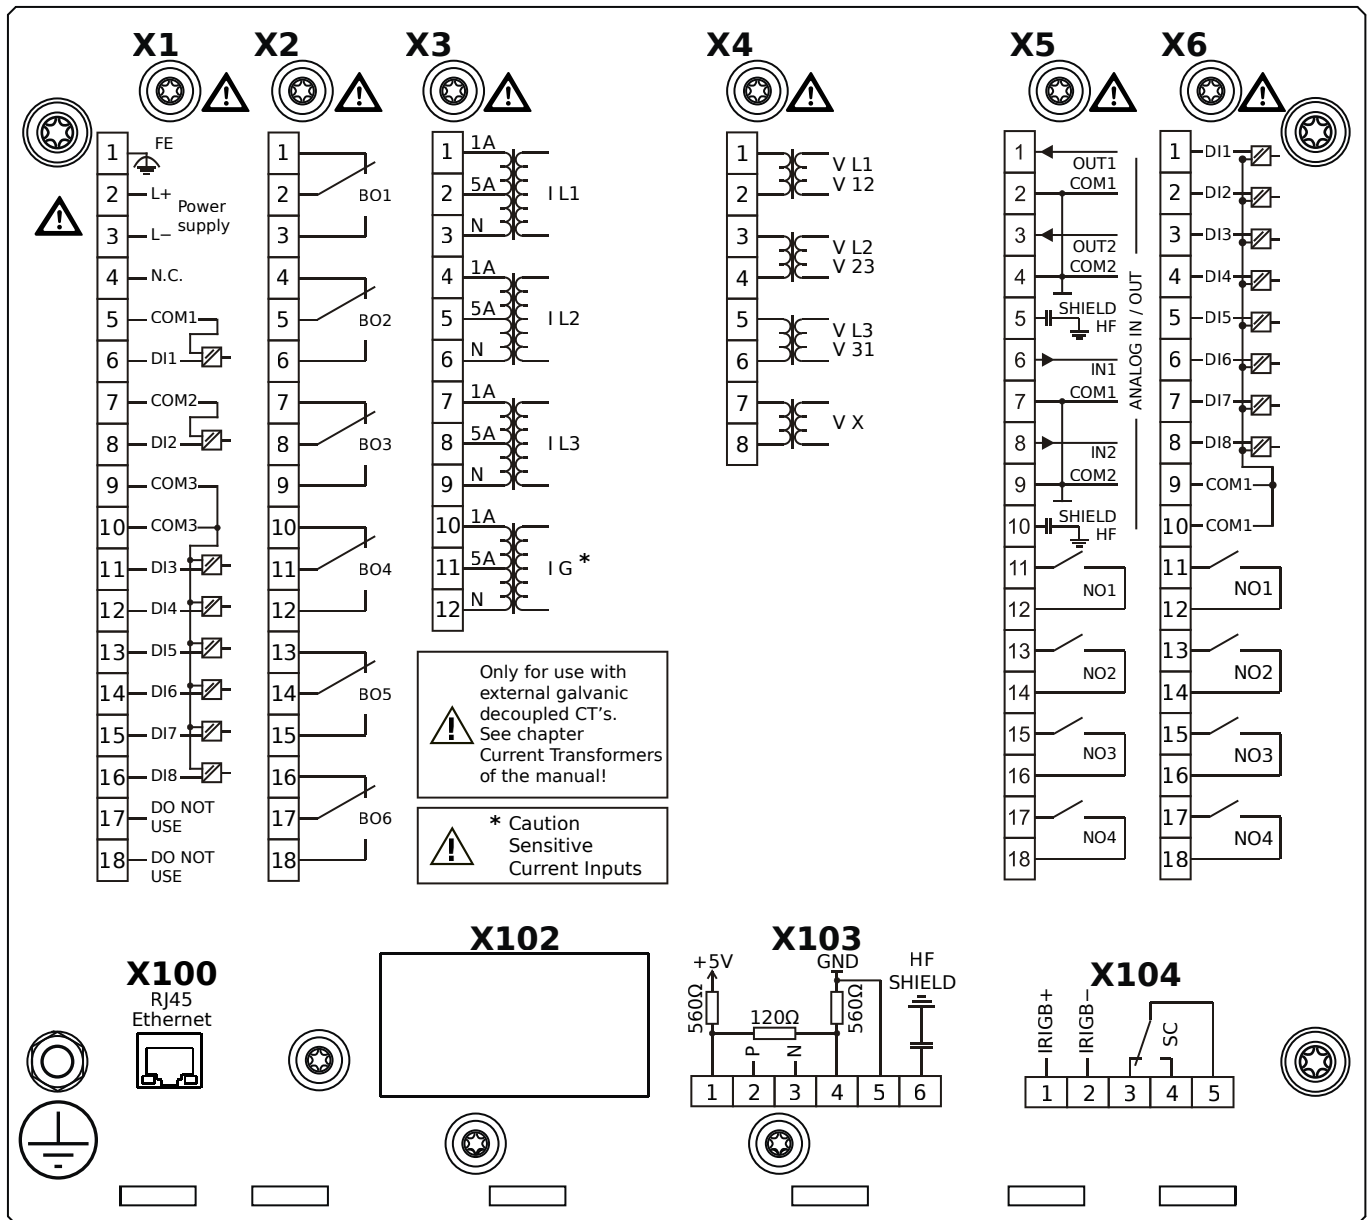 X1
X2
X3
X4
X5
X6
1 FE
2 L+
Power
supply
3 L−
4 N.C.
5 COM1
6 DI1
7 COM2
8 DI2
9 COM3
10 COM3
11 DI3
12 DI4
13 DI5
14 DI6
15 DI7
16 DI8
17 DO NOT
USE
18 DO NOT
USE
1
2 BO1
3
4
5 BO2
6
7
8 BO3
9
10
11 BO4
12
13
14 BO5
15
16
17 BO6
18
1 1A
2 5A I L1
3 N
4 1A
5 5A I L2
6 N
7 1A
8 5A I L3
9 N
10 1A
11 5A I G *
12 N
Only for use with
external galvanic
decoupled CT's.
See chapter
Current Transformers
of the manual!
* Caution
Sensitive
Current Inputs
1 V L1
2 V 12
3 V L2
4 V 23
5 V L3
6 V 31
7 V X
8
1 OUT1
2 COM1
3 OUT2
4 COM2
5 SHIELD
HF
6 IN1
7 COM1
8 IN2
9 COM2
10 SHIELD
HF
ANALOG IN / OUT
11
NO1
12
13
NO2
14
15
NO3
16
17
NO4
18
1 DI1
2 DI2
3 DI3
4 DI4
5 DI5
6 DI6
7 DI7
8 DI8
9 COM1
10 COM1
11
NO1
12
13
NO2
14
15
NO3
16
17
NO4
18
X100
RJ45
Ethernet
X102
X103
+5V
GND
HF
SHIELD
560Ω
120Ω
560Ω
P
N
1 2 3 4 5 6
X104
IRIGB+
IRIGB−
SC
1 2 3 4 5